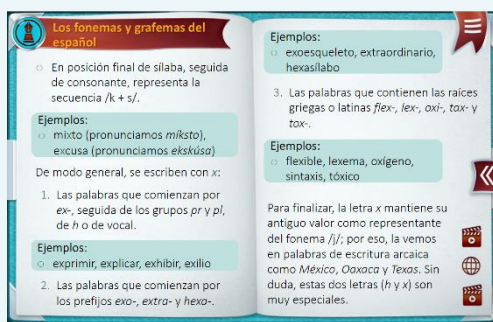 Los fonemas y grafemas del
español
○ En posición final de sílaba, seguida
de consonante, representa la
secuencia /k + s/.
Ejemplos:
○ mixto (pronunciamos míksto),
excusa (pronunciamos ekskúsa)
De modo general, se escriben con x:
1. Las palabras que comienzan por
ex-, seguida de los grupos pr y pl,
de h o de vocal.
Ejemplos:
○ exprimir, explicar, exhibir, exilio
2. Las palabras que comienzan por
los prefijos exo-, extra- y hexa-.
Ejemplos:
○ exoesqueleto, extraordinario,
hexasílabo
3. Las palabras que contienen las raíces
griegas o latinas flex-, lex-, oxi-, tax- y
tox-.
Ejemplos:
○ flexible, lexema, oxígeno,
sintaxis, tóxico
Para finalizar, la letra x mantiene su
antiguo valor como representante
del fonema /j/; por eso, la vemos
en palabras de escritura arcaica
como México, Oaxaca y Texas. Sin
duda, estas dos letras (h y x) son
muy especiales.